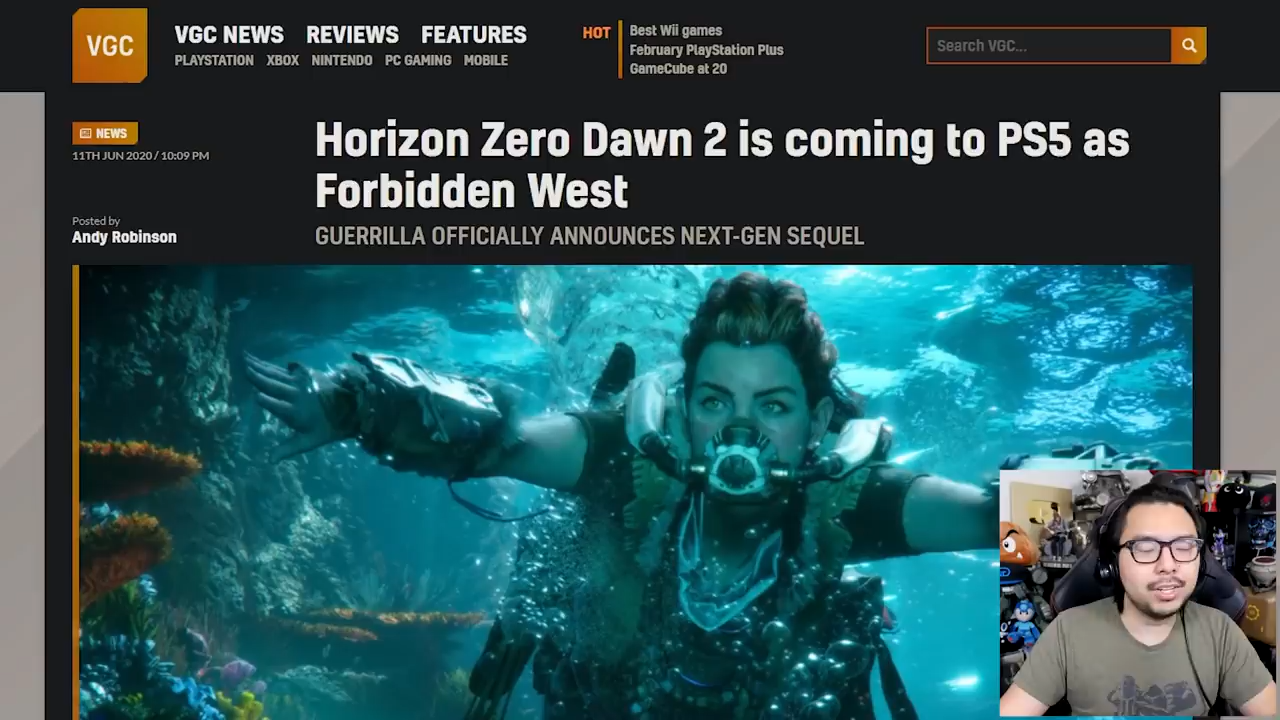 VGC
VGC NEWS REVIEWS FEATURES
PLAYSTATION XBOX NINTENDO PC GAMING MOBILE
HOT
Best Wii games
February PlayStation Plus
GameCube at 20
Search VGC...
NEWS
11TH JUN 2020 / 10:09 PM
Posted by
Andy Robinson
Horizon Zero Dawn 2 is coming to PS5 as
Forbidden West
GUERRILLA OFFICIALLY ANNOUNCES NEXT-GEN SEQUEL